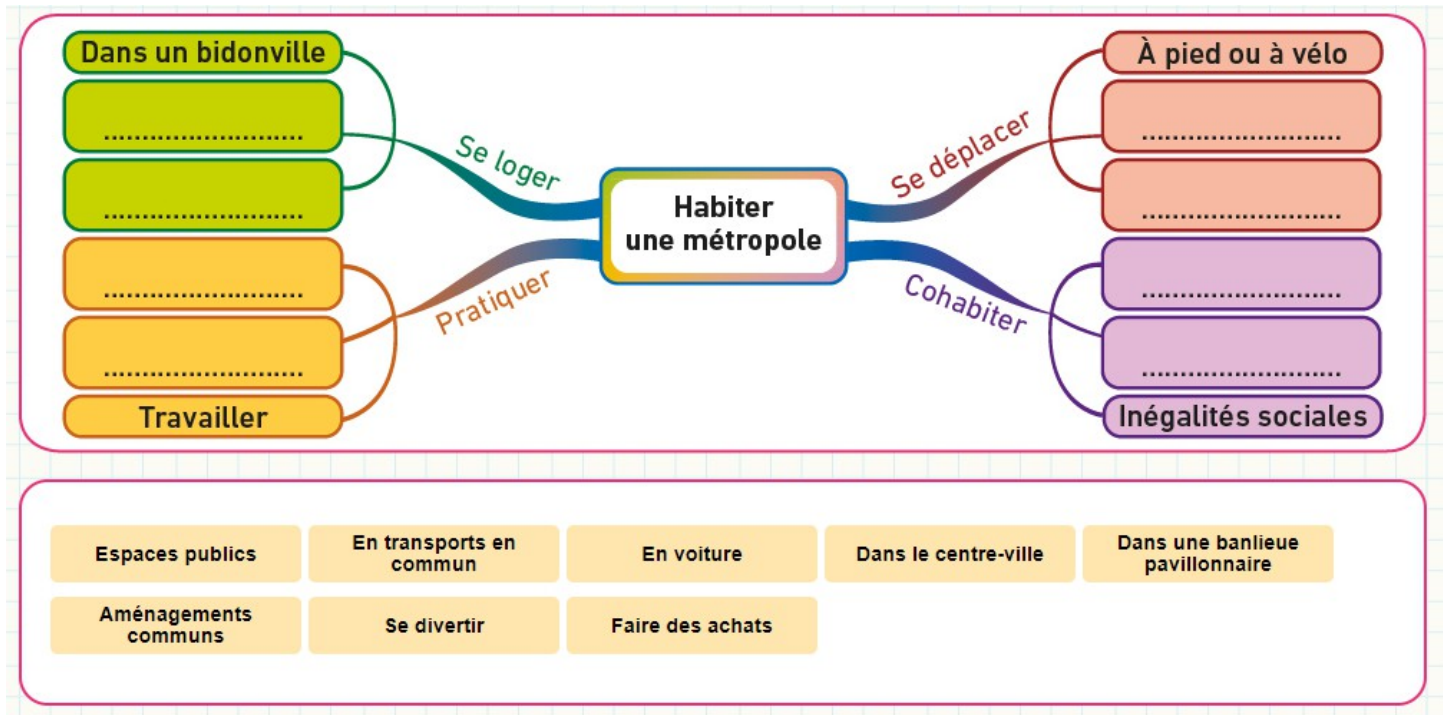 Dans un bidonville
..........................
..........................
Se loger
..........................
..........................
Travailler
Pratiquer
Habiter
une métropole
À pied ou à vélo
..........................
..........................
Se déplacer
..........................
..........................
Inégalités sociales
Cohabiter
Espaces publics
En transports en
commun
En voiture
Dans le centre-ville
Dans une banlieue
pavillonnaire
Aménagements
communs
Se divertir
Faire des achats